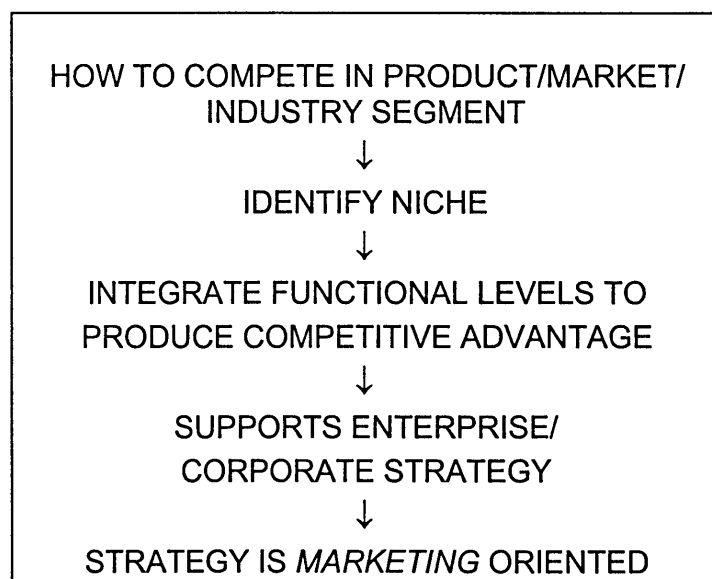 HOW TO COMPETE IN PRODUCT/MARKET/
INDUSTRY SEGMENT
↓
IDENTIFY NICHE
↓
INTEGRATE FUNCTIONAL LEVELS TO
PRODUCE COMPETITIVE ADVANTAGE
↓
SUPPORTS ENTERPRISE/
CORPORATE STRATEGY
↓
STRATEGY IS MARKETING ORIENTED